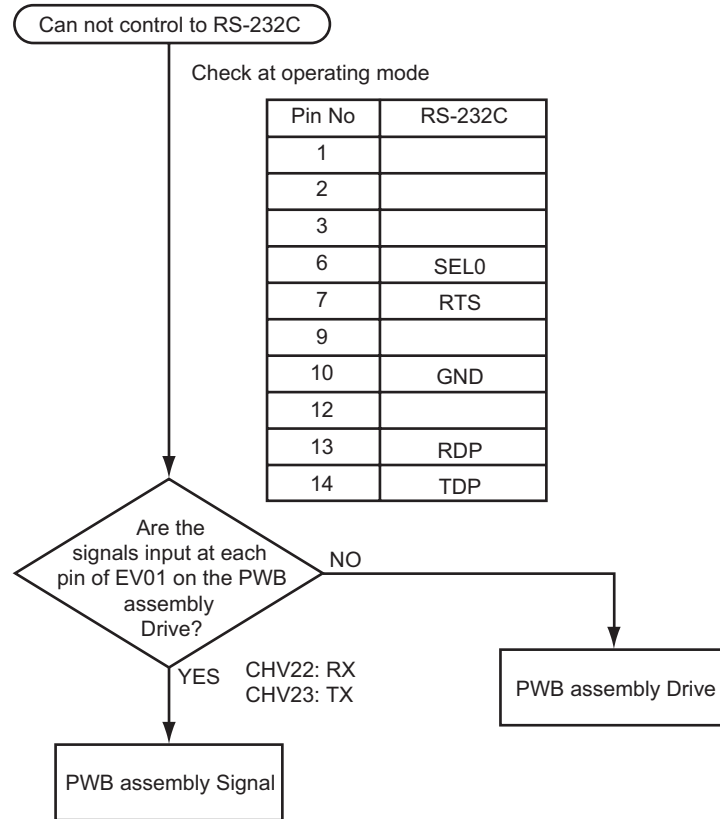 Can not control to RS-232C
Check at operating mode
Pin No RS-232C
1
2
3
6 SEL0
7 RTS
9
10 GND
12
13 RDP
14 TDP
Are the
signals input at each
pin of EV01 on the PWB
assembly
Drive?
NO
YES
CHV22: RX
CHV23: TX
PWB assembly Drive
PWB assembly Signal